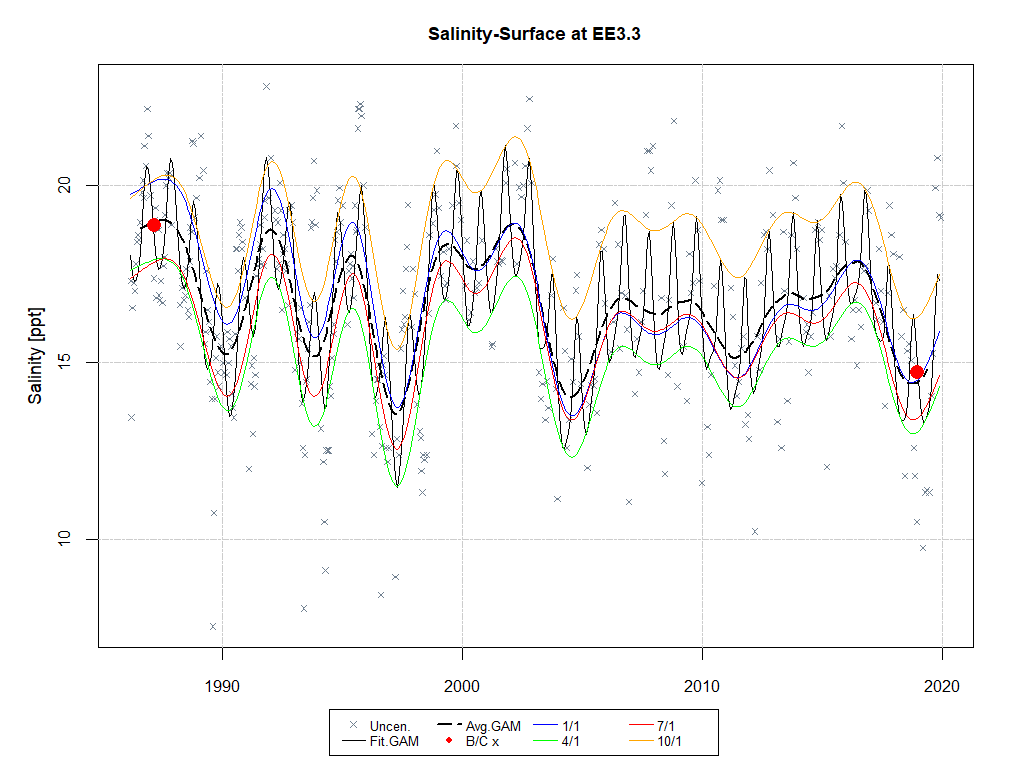 Salinity-Surface at EE3.3
Salinity [ppt]
20
15
10
1990 2000 2010 2020
Uncen. Avg.GAM 1/1 7/1
Fit.GAM B/C x 4/1 10/1